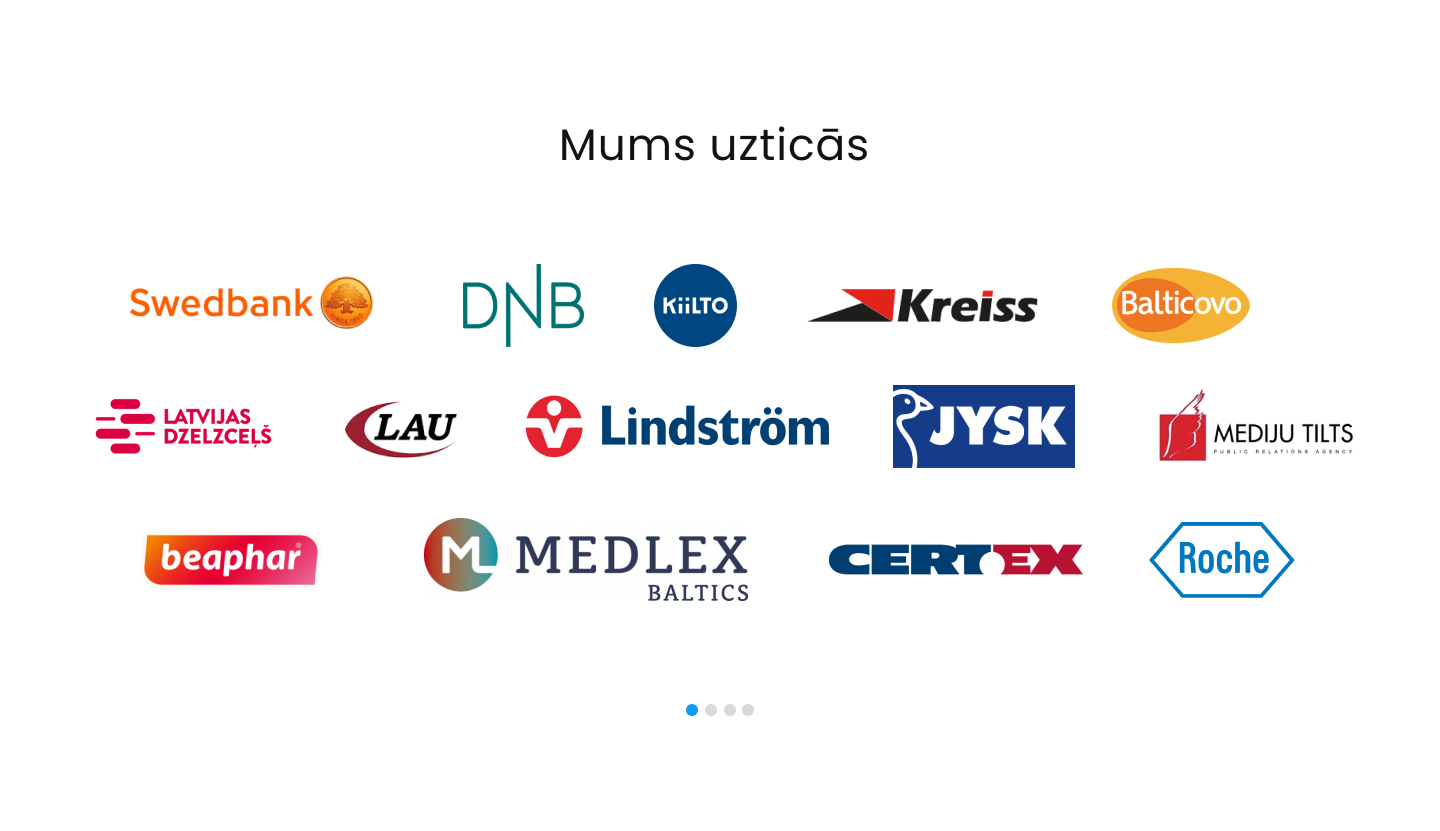 Mums uzticās
Swedbank
DNB
KiiLTO
Kreiss
Balticovo
LATVIJAS
DZELZCEĻŠ
LAU
Lindström
JYSK
MEDIJU TILTS
PUBLIC RELATIONS AGENCY
beaphar®
ML MEDLEX
BALTICS
CERTEX
Roche